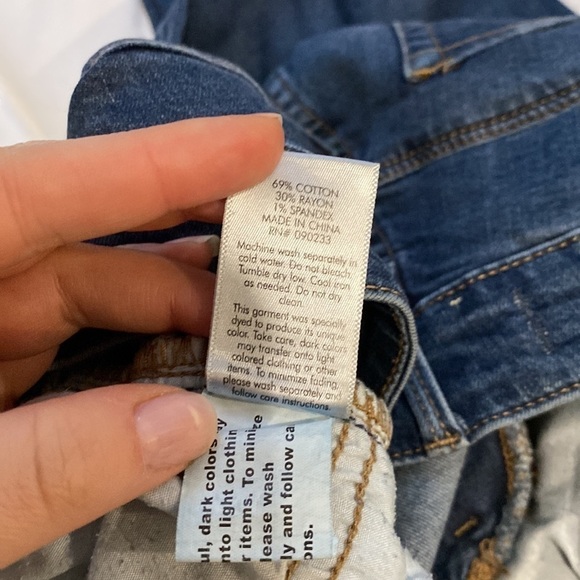 69% COTTON
30% RAYON
1% SPANDEX
MADE IN CHINA
RN# 090233
Machine wash separately in
cold water. Do not bleach.
Tumble dry low. Cool iron
as needed. Do not dry
clean.
This garment was specially
dyed to produce its unique
color. Take care, dark colors
may transfer onto light
colored clothing or other
items. To minimize fading,
please wash separately and
follow care instructions.
ul, dark colors
nto light clothin
r items. To minimize
lease wash
ly and follow ca
ons.